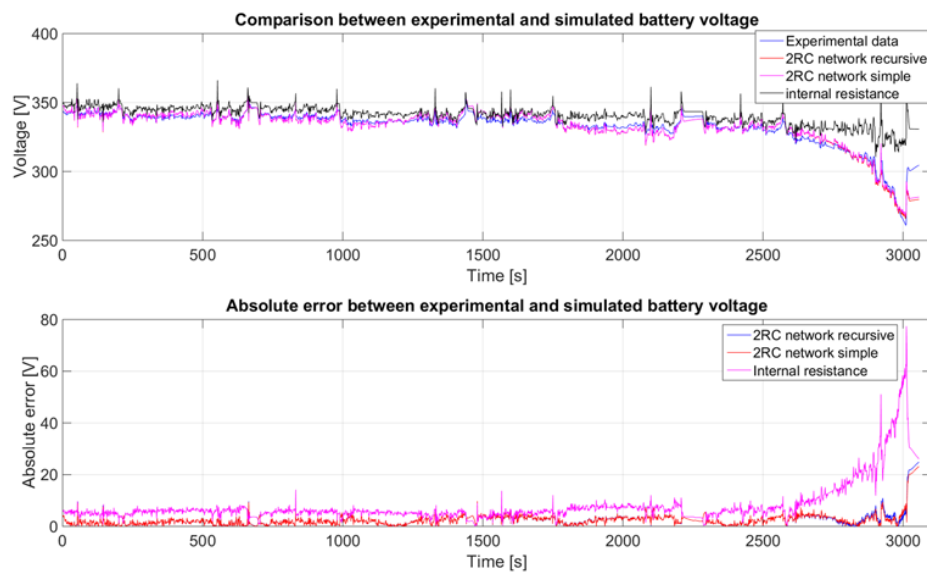 Comparison between experimental and simulated battery voltage
400
350
300
250
Voltage [V]
Experimental data
2RC network recursive
2RC network simple
internal resistance
0 500 1000 1500 2000 2500 3000
Time [s]
Absolute error between experimental and simulated battery voltage
80
60
40
20
0
Absolute error [V]
2RC network recursive
2RC network simple
Internal resistance
0 500 1000 1500 2000 2500 3000
Time [s]